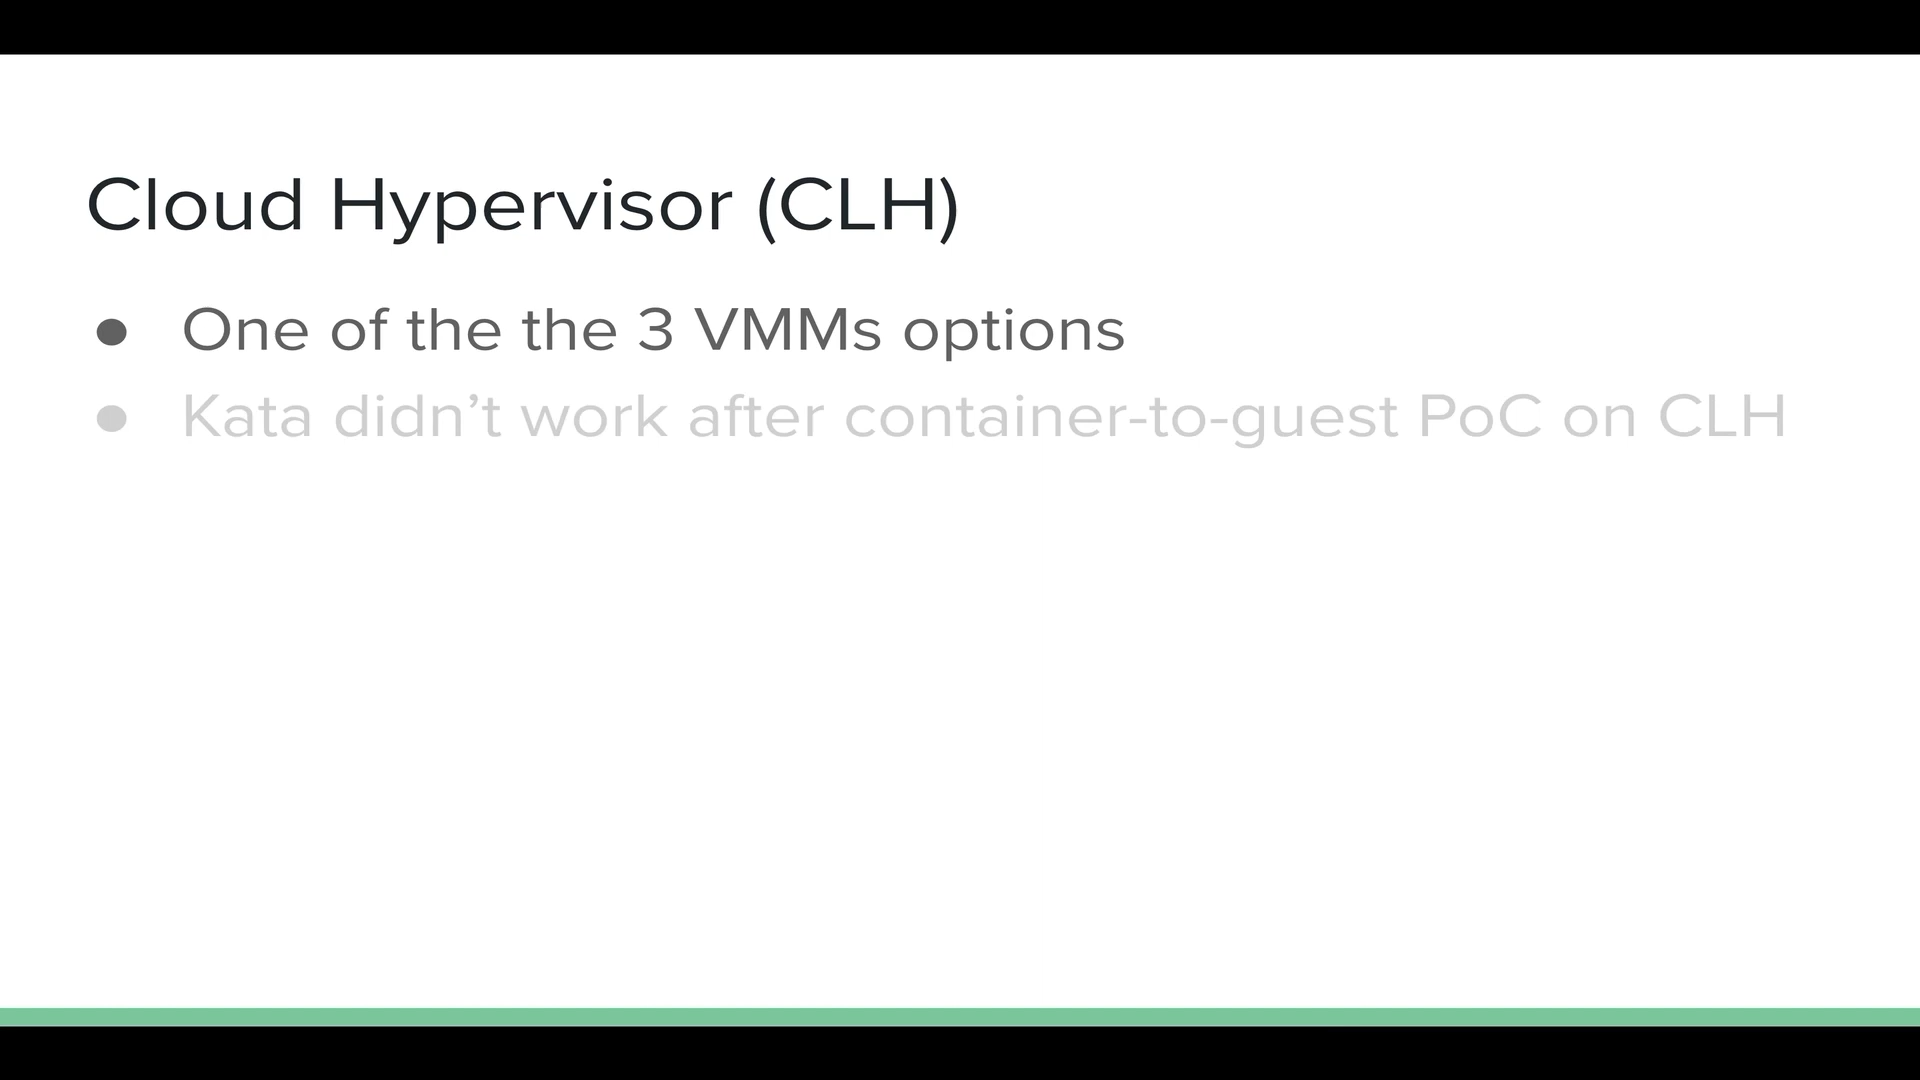 Cloud Hypervisor (CLH)
● One of the the 3 VMMs options
● Kata didn’t work after container-to-guest PoC on CLH